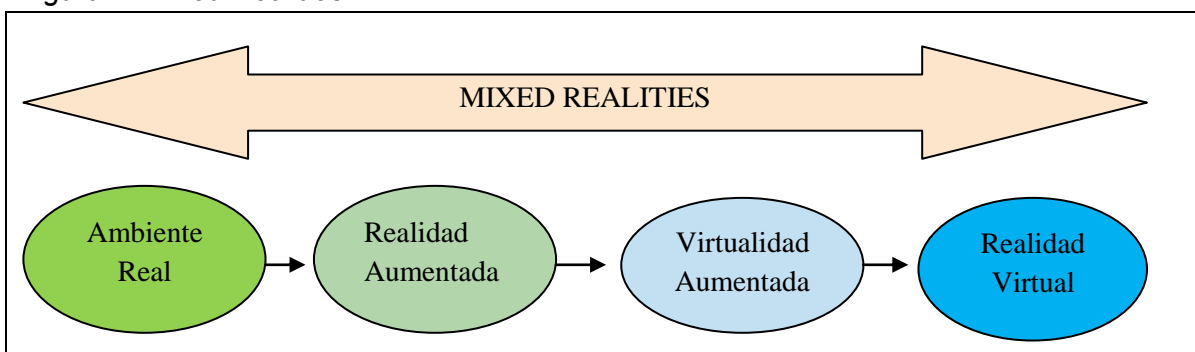 MIXED REALITIES
Ambiente
Real
Realidad
Aumentada
Virtualidad
Aumentada
Realidad
Virtual